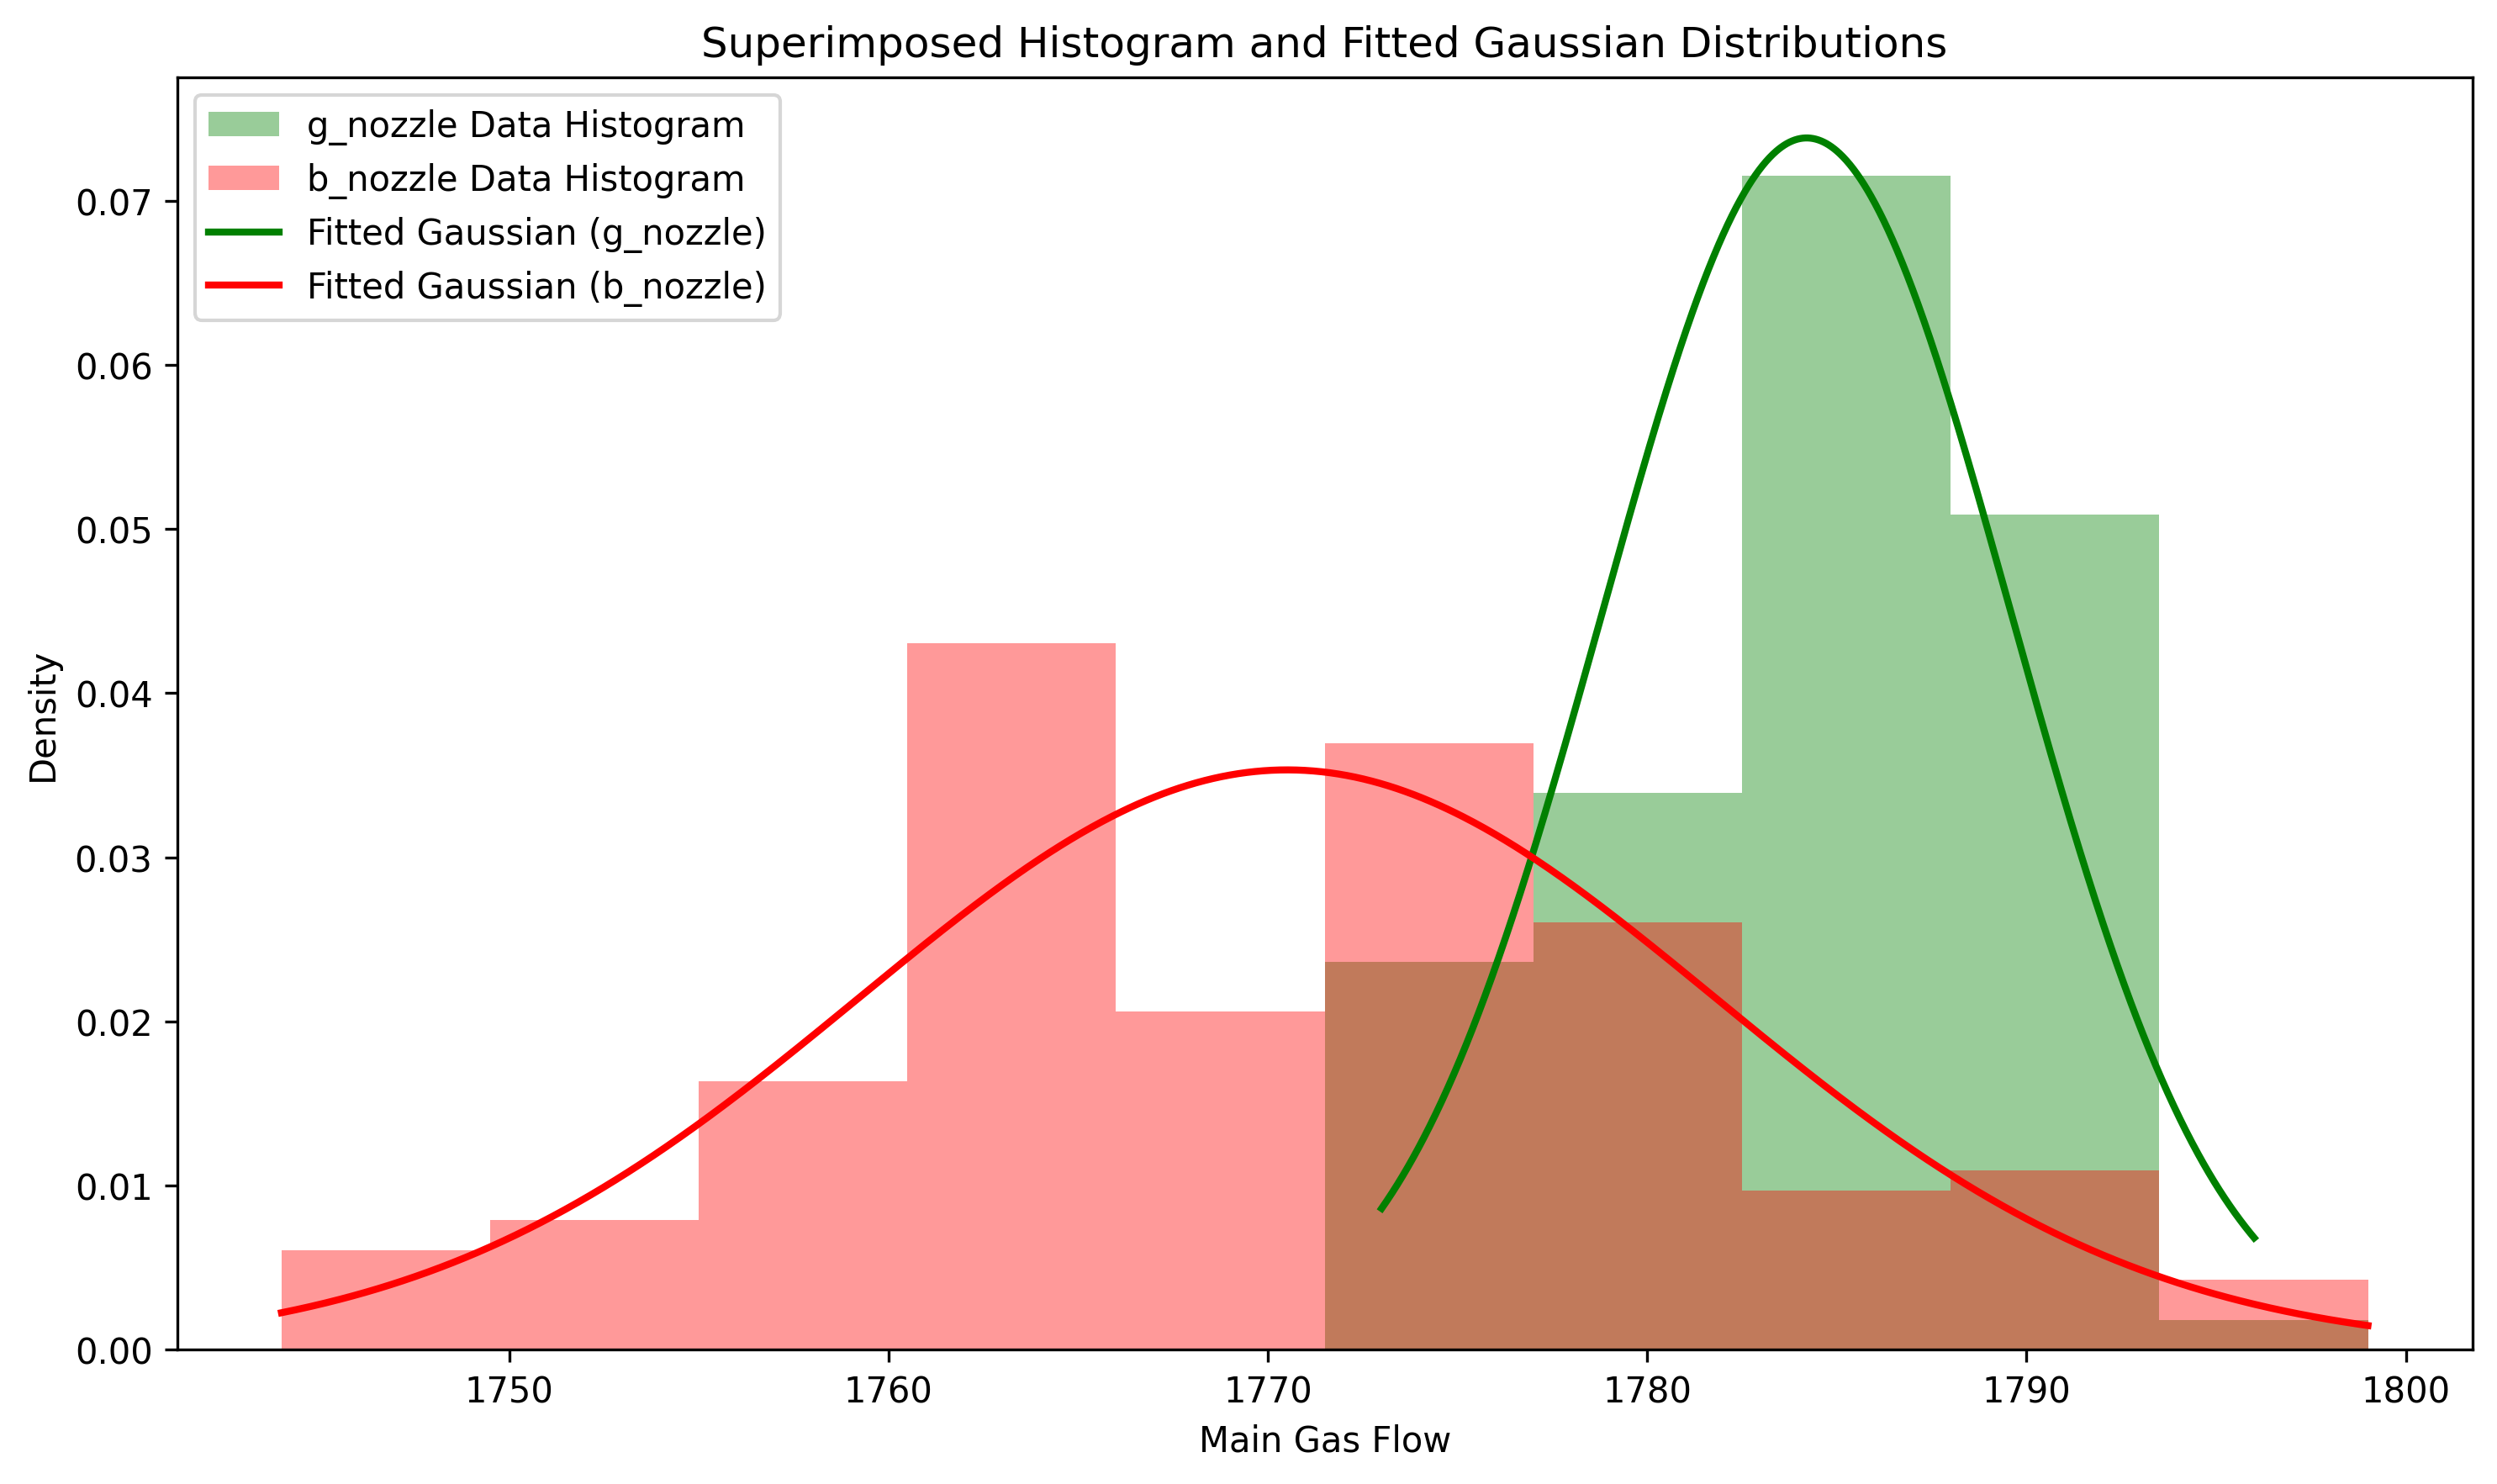 Superimposed Histogram and Fitted Gaussian Distributions
g_nozzle Data Histogram
b_nozzle Data Histogram
Fitted Gaussian (g_nozzle)
Fitted Gaussian (b_nozzle)
0.07
0.06
0.05
0.04
0.03
0.02
0.01
0.00
Density
1750 1760 1770 1780 1790 1800
Main Gas Flow